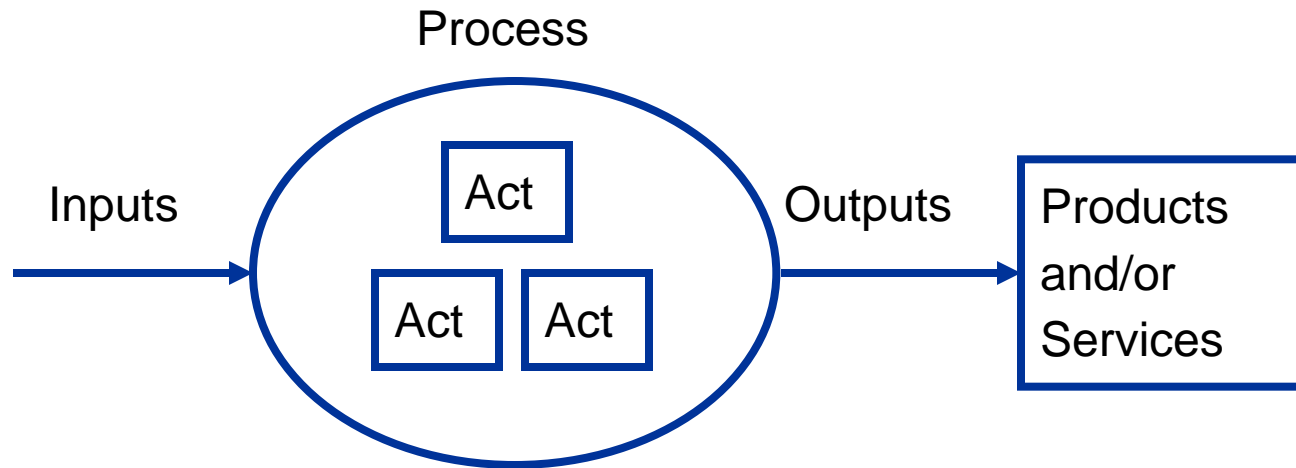 Process
Inputs
Act
Act
Act
Outputs
Products
and/or
Services